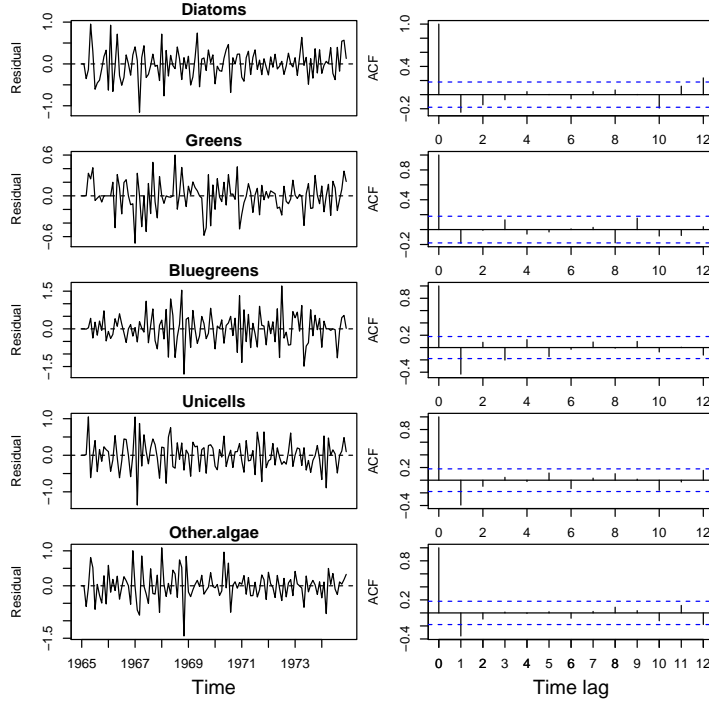 Diatoms
Residual
−1.0 0.0 1.0
ACF
−0.2 0.4 1.0
0 2 4 6 8 10 12
Greens
Residual
−0.6 0.0 0.6
ACF
−0.2 0.4 0.8
0 2 4 6 8 10 12
Bluegreens
Residual
−1.5 0.0 1.5
ACF
−0.4 0.2 0.8
0 2 4 6 8 10 12
Unicells
Residual
−1.0 0.0 1.0
ACF
−0.4 0.2 0.8
0 2 4 6 8 10 12
Other.algae
Residual
−1.5 0.0 1.0
ACF
−0.4 0.2 0.8
1965 1967 1969 1971 1973
0 1 2 3 4 5 6 7 8 9 10 11 12
Time
Time lag